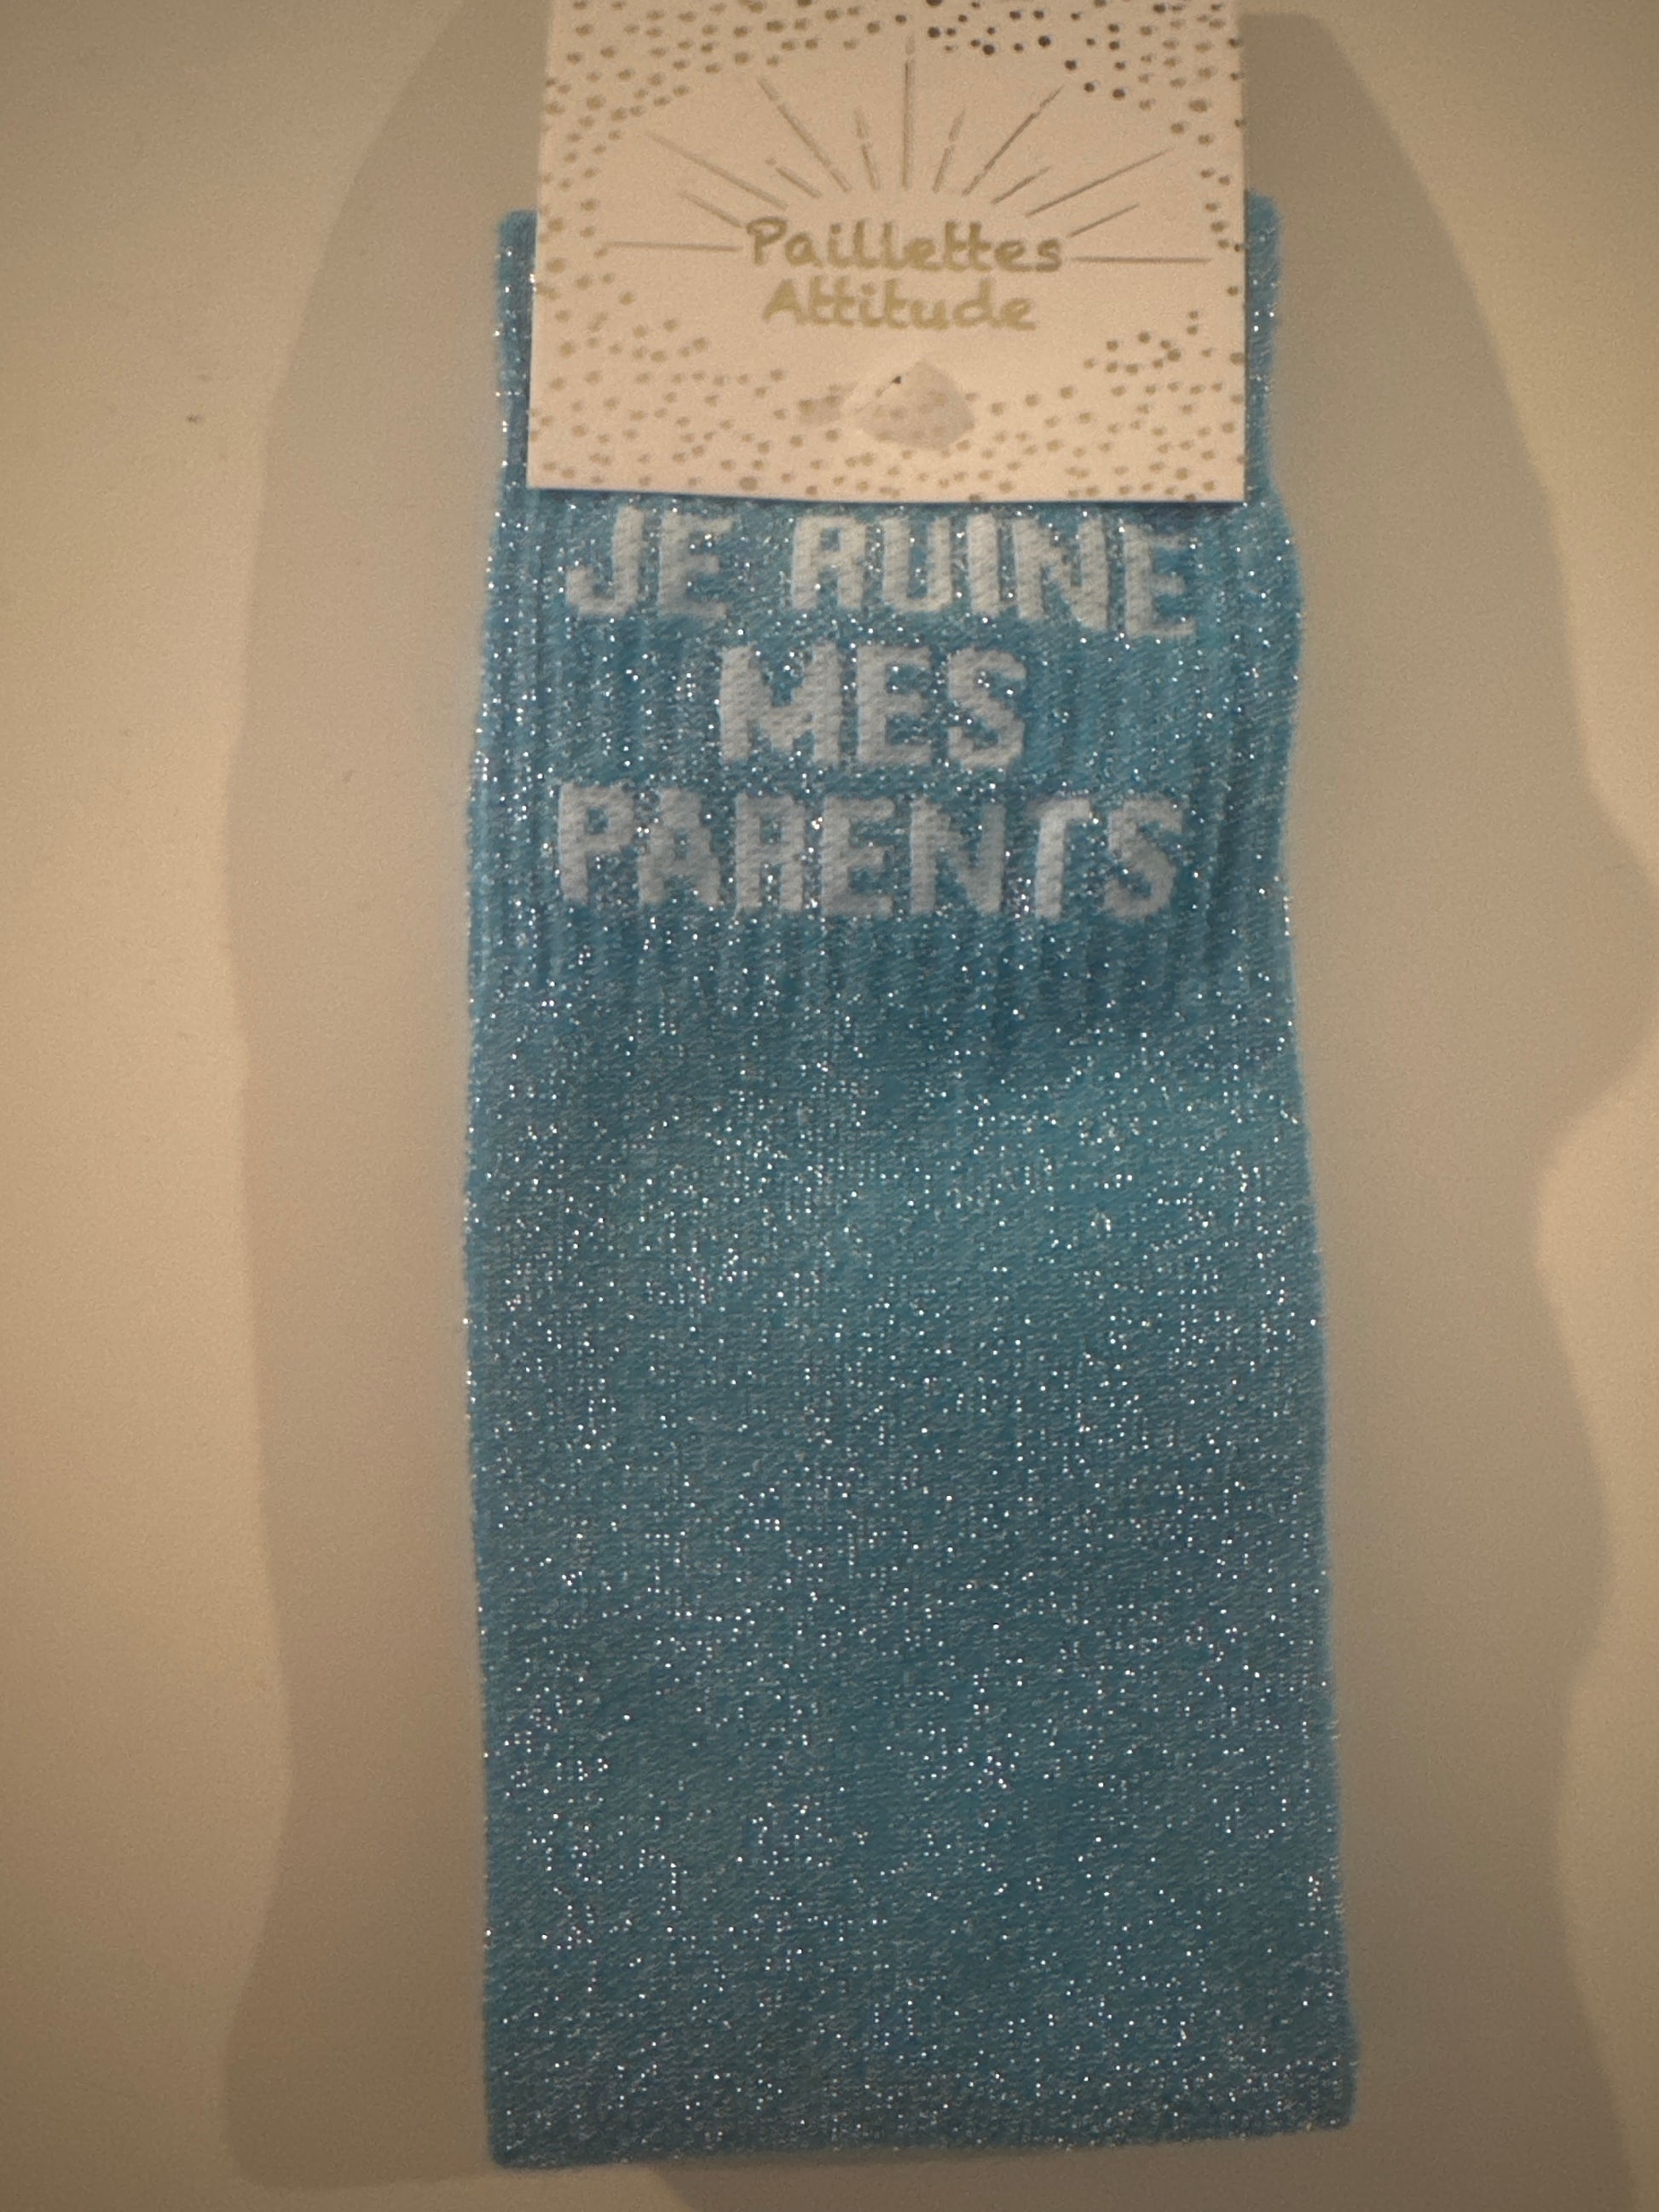 Paillettes
Attitude
JE RUINE
MES
PARENTS